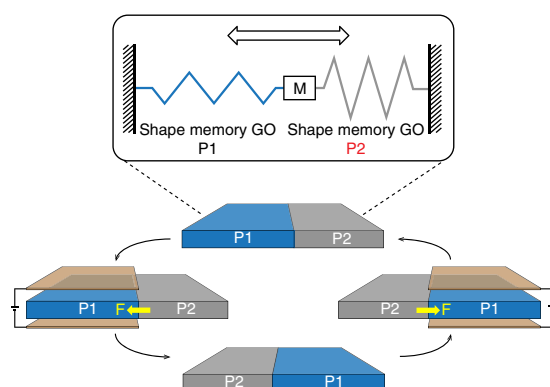 M
Shape memory GO Shape memory GO
P1 P2
P1 P2
P1 F P2
P2 F P1
P2 P1